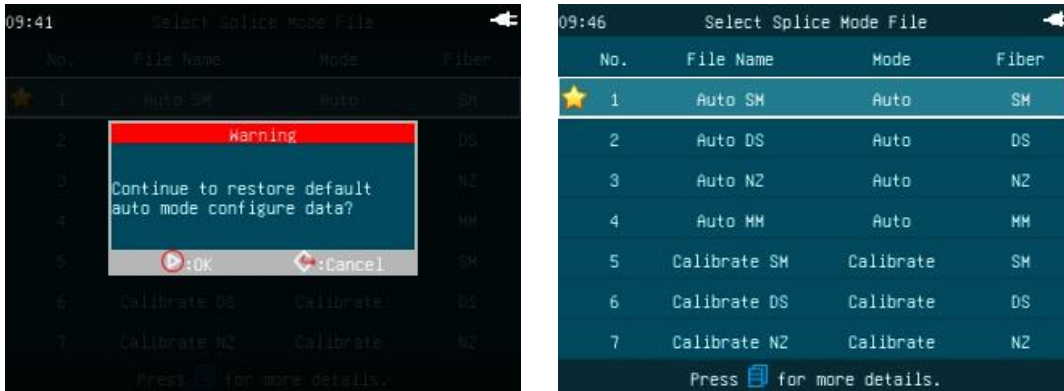 09:41 Select Splice Mode File
No. File Name Mode Fiber
1 Auto SM Auto SM
2 DS
Warning
3 NZ
Continue to restore default
auto mode configure data?
4 MM
5 SM
:OK :Cancel
6 Calibrate DS Calibrate DS
7 Calibrate NZ Calibrate NZ
Press for more details.
09:46 Select Splice Mode File
No. File Name Mode Fiber
1 Auto SM Auto SM
2 Auto DS Auto DS
3 Auto NZ Auto NZ
4 Auto MM Auto MM
5 Calibrate SM Calibrate SM
6 Calibrate DS Calibrate DS
7 Calibrate NZ Calibrate NZ
Press for more details.